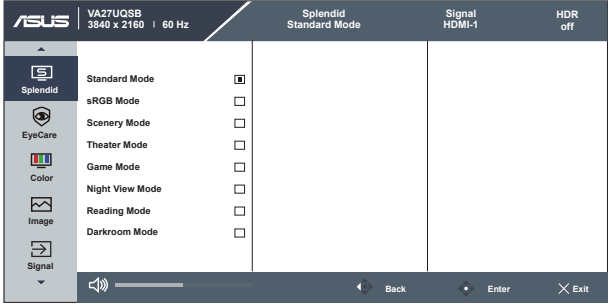 ASUS
VA27UQSB
3840 x 2160 I 60 Hz
Splendid
Standard Mode
Signal
HDMI-1
HDR
off
Splendid
EyeCare
Color
Image
Signal
Standard Mode
sRGB Mode
Scenery Mode
Theater Mode
Game Mode
Night View Mode
Reading Mode
Darkroom Mode
Back
Enter
Exit